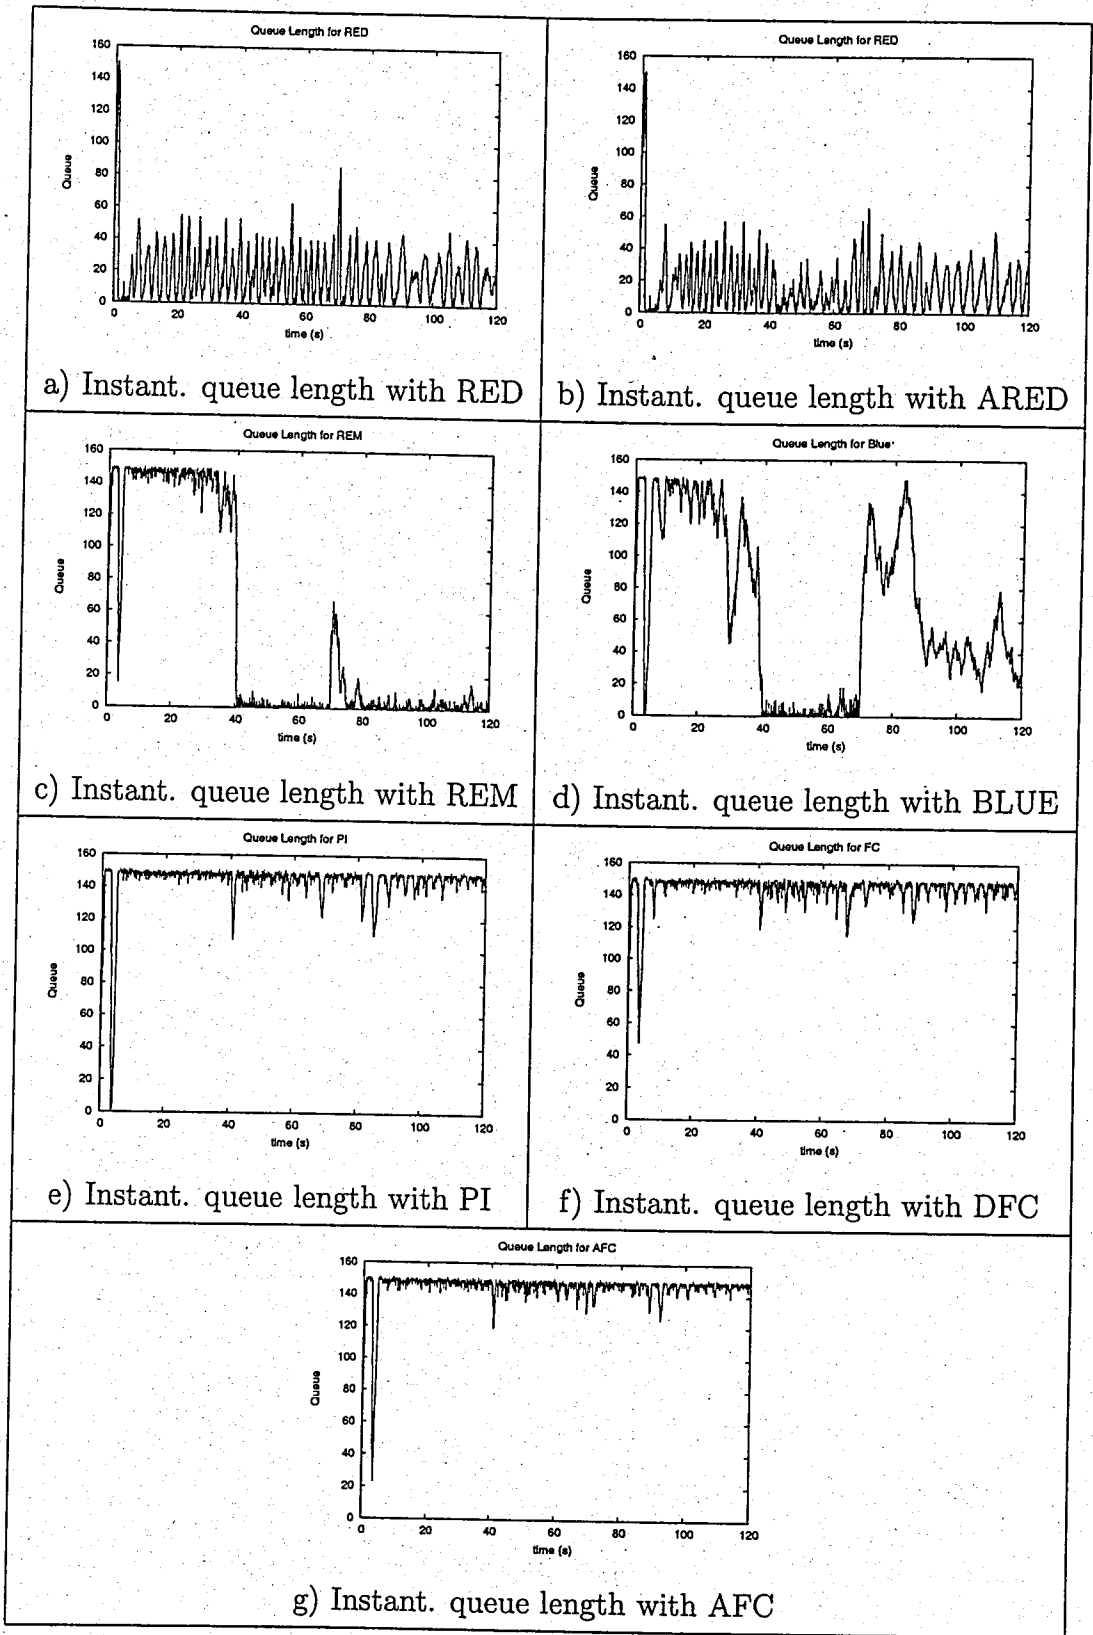 Queue Length for RED
160
140
120
100
80
60
40
20
0
Queue
0 20 40 60 80 100 120
time (s)
a) Instant. queue length with RED
Queue Length for RED
160
140
120
100
80
60
40
20
0
Queue
0 20 40 60 80 100 120
time (s)
b) Instant. queue length with ARED
Queue Length for REM
160
140
120
100
80
60
40
20
0
Queue
0 20 40 60 80 100 120
time (s)
c) Instant. queue length with REM
Queue Length for Blue
160
140
120
100
80
60
40
20
0
Queue
0 20 40 60 80 100 120
time (s)
d) Instant. queue length with BLUE
Queue Length for PI
160
140
120
100
80
60
40
20
0
Queue
0 20 40 60 80 100 120
time (s)
e) Instant. queue length with PI
Queue Length for FC
160
140
120
100
80
60
40
20
0
Queue
0 20 40 60 80 100 120
time (s)
f) Instant. queue length with DFC
Queue Length for AFC
160
140
120
100
80
60
40
20
0
Queue
0 20 40 60 80 100 120
time (s)
g) Instant. queue length with AFC